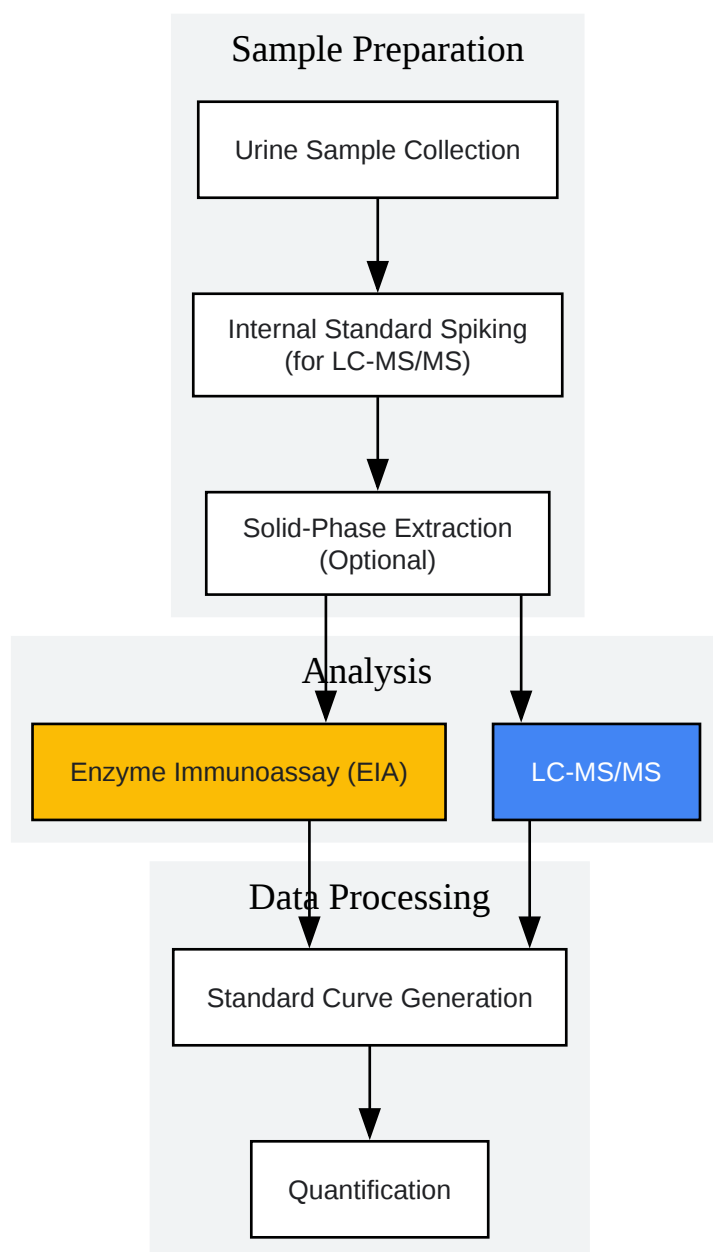 Sample Preparation
Urine Sample Collection
Internal Standard Spiking
(for LC-MS/MS)
Solid-Phase Extraction
(Optional)
Analysis
Enzyme Immunoassay (EIA)
LC-MS/MS
Data Processing
Standard Curve Generation
Quantification